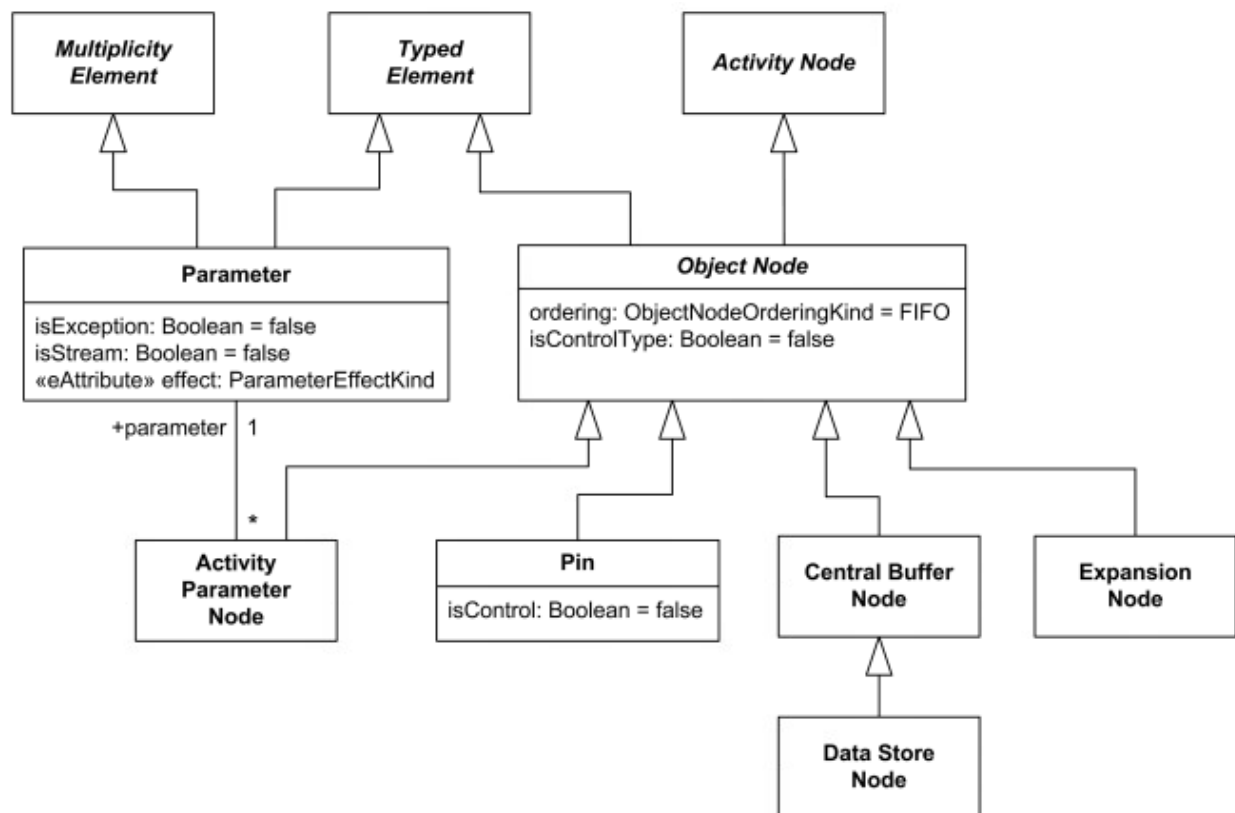 Multiplicity
Element
Typed
Element
Activity Node
Parameter
isException: Boolean = false
isStream: Boolean = false
«eAttribute» effect: ParameterEffectKind
Object Node
ordering: ObjectNodeOrderingKind = FIFO
isControlType: Boolean = false
+parameter
1
*
Activity
Parameter
Node
Pin
isControl: Boolean = false
Central Buffer
Node
Expansion
Node
Data Store
Node